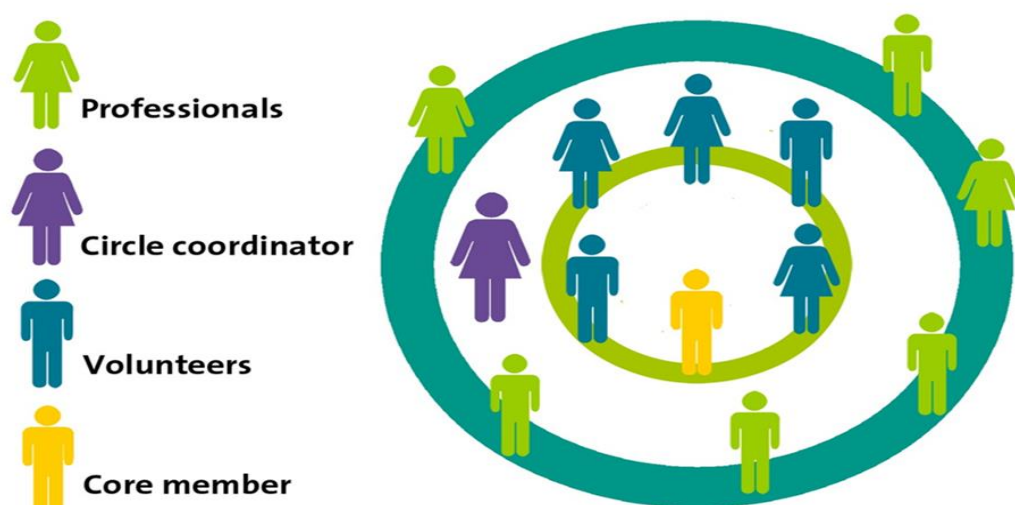 Professionals
Circle coordinator
Volunteers
Core member